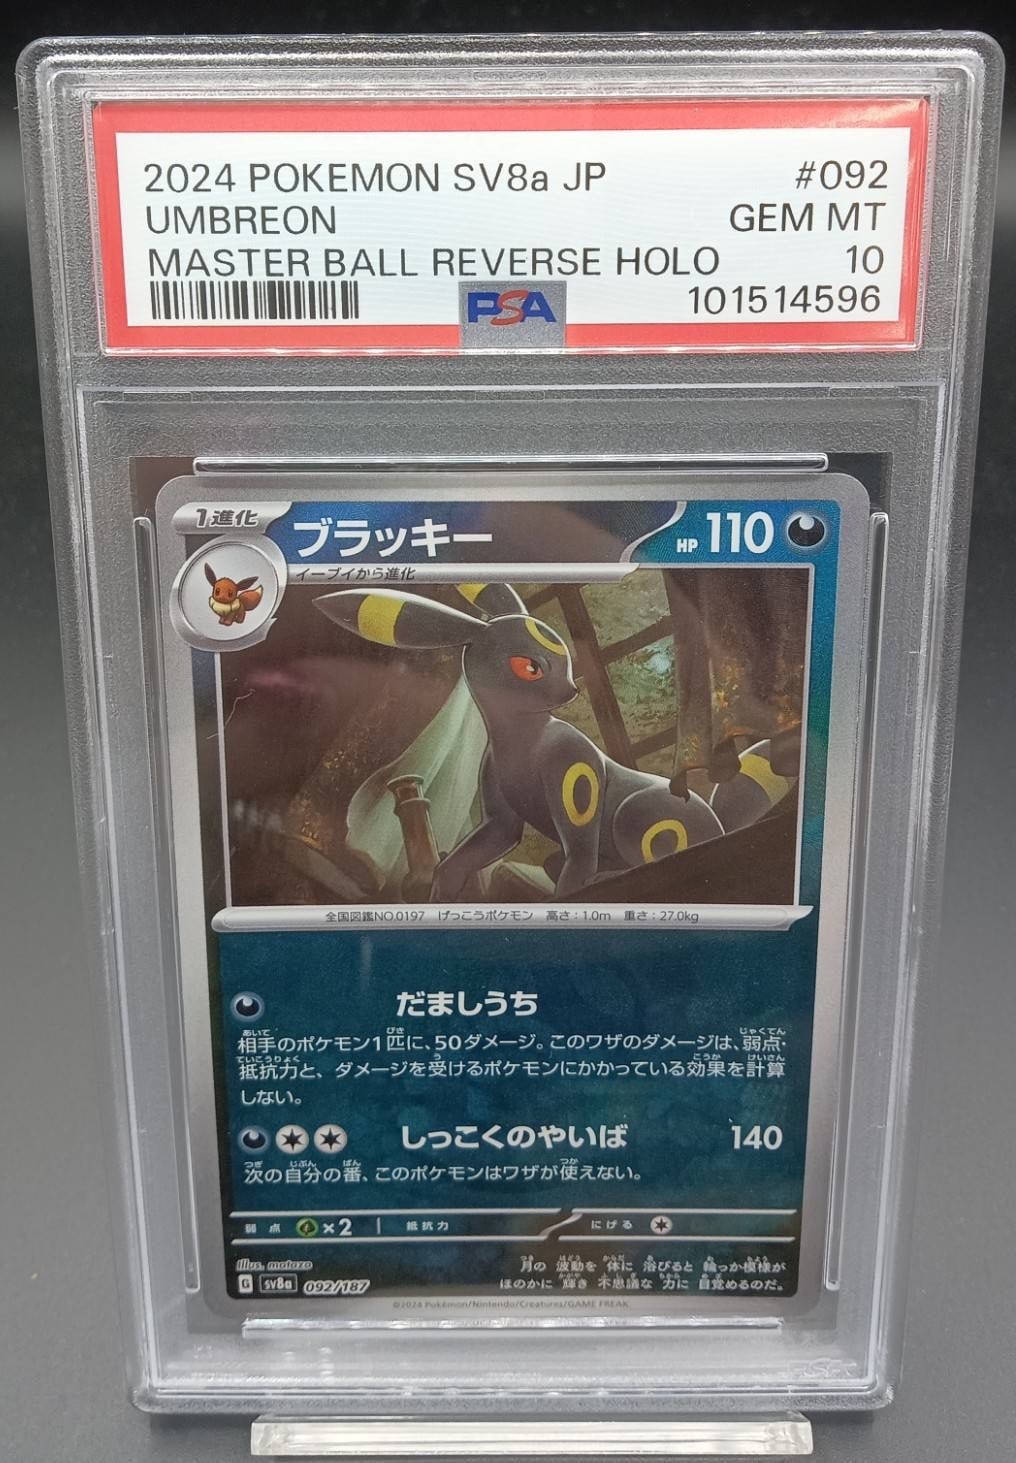 2024 POKEMON SV8a JP #092
UMBREON GEM MT
MASTER BALL REVERSE HOLO 10
PSA 101514596
1進化 ブラッキー HP 110
イーブイから進化
全国図鑑NO.0197 げっこうポケモン 高さ:1.0m 重さ:27.0kg
だましうち
相手のポケモン1匹に、50ダメージ。このワザのダメージは、弱点・
抵抗力と、ダメージを受けるポケモンにかかっている効果を計算
しない。
しっこくのやいば 140
次の自分の番、このポケモンはワザが使えない。
弱点 ×2 抵抗力 にげる
Illus. motozo
月の波動を体に浴びると輪っか模様が
G SV8a 092/187 ほのかに輝き不思議な力に目覚めるのだ。
©2024 Pokémon/Nintendo/Creatures/GAME FREAK